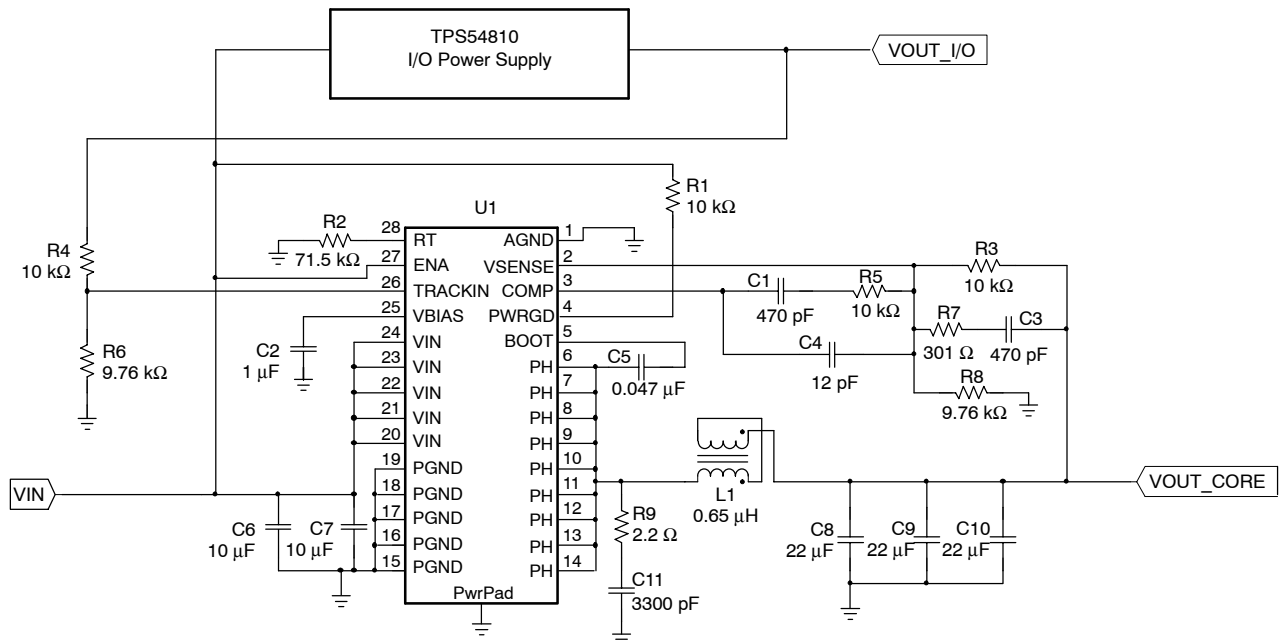 TPS54810
I/O Power Supply
VOUT_I/O
R1
10 kΩ
U1
R2
71.5 kΩ
R4
10 kΩ
R6
9.76 kΩ
C2
1 μF
28
RT
27
ENA
26
TRACKIN
25
VBIAS
24
VIN
23
VIN
22
VIN
21
VIN
20
VIN
19
PGND
18
PGND
17
PGND
16
PGND
15
PGND
AGND
1
VSENSE
2
COMP
3
PWRGD
4
BOOT
5
PH
6
PH
7
PH
8
PH
9
PH
10
PH
11
PH
12
PH
13
PH
14
PwrPad
C1
470 pF
R5
10 kΩ
R3
10 kΩ
R7
301 Ω
C3
470 pF
C4
12 pF
R8
9.76 kΩ
C5
0.047 μF
L1
0.65 μH
VIN
C6
10 μF
C7
10 μF
R9
2.2 Ω
C11
3300 pF
C8
22 μF
C9
22 μF
C10
22 μF
VOUT_CORE